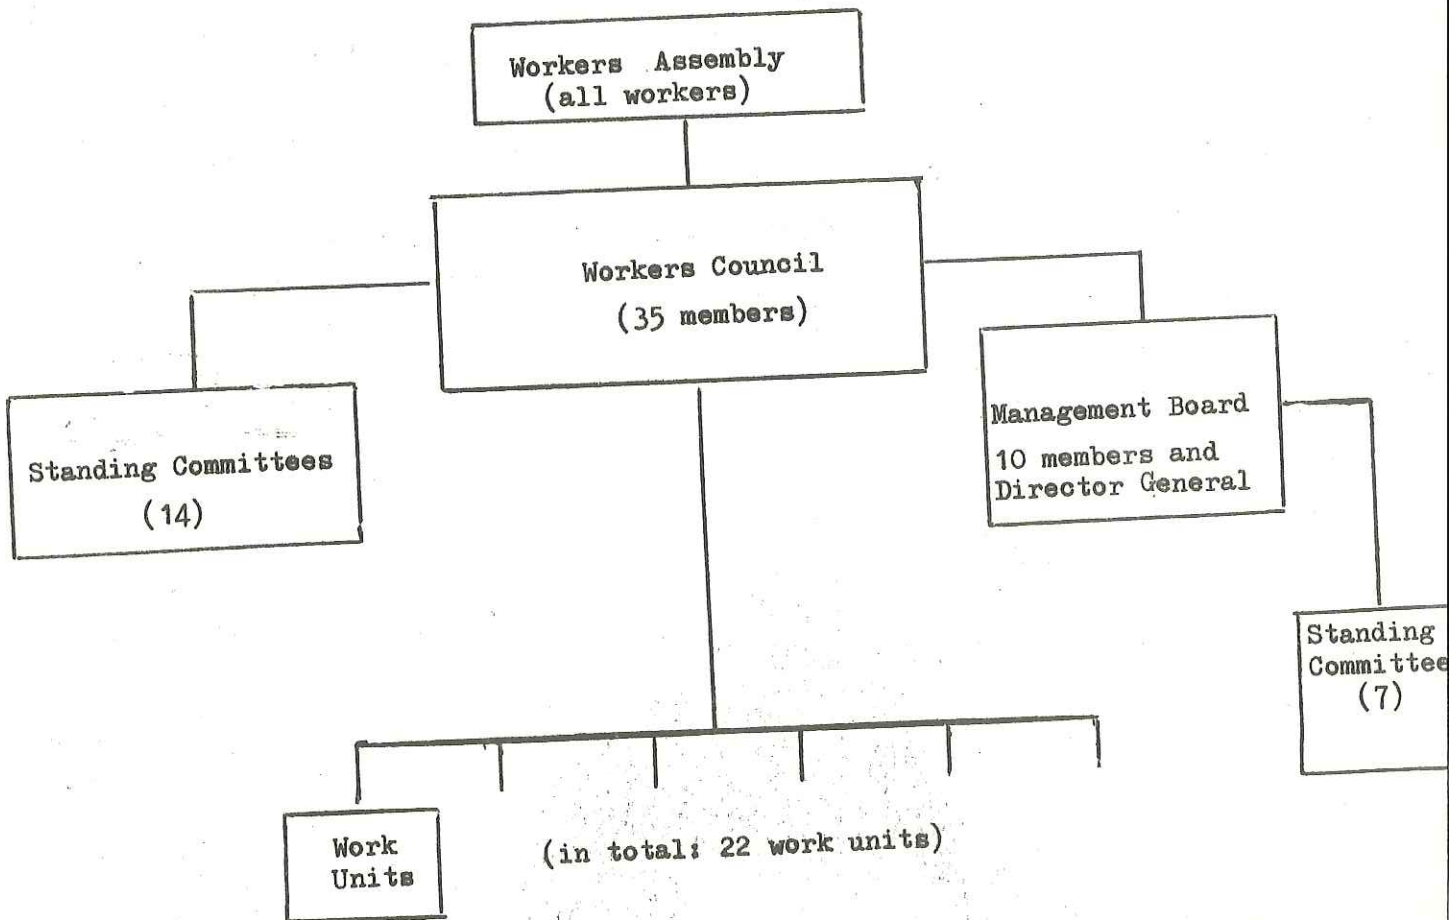 Workers Assembly
(all workers)
Workers Council
(35 members)
Standing Committees
(14)
Management Board
10 members and
Director General
Standing
Committee
(7)
Work
Units
(in total: 22 work units)